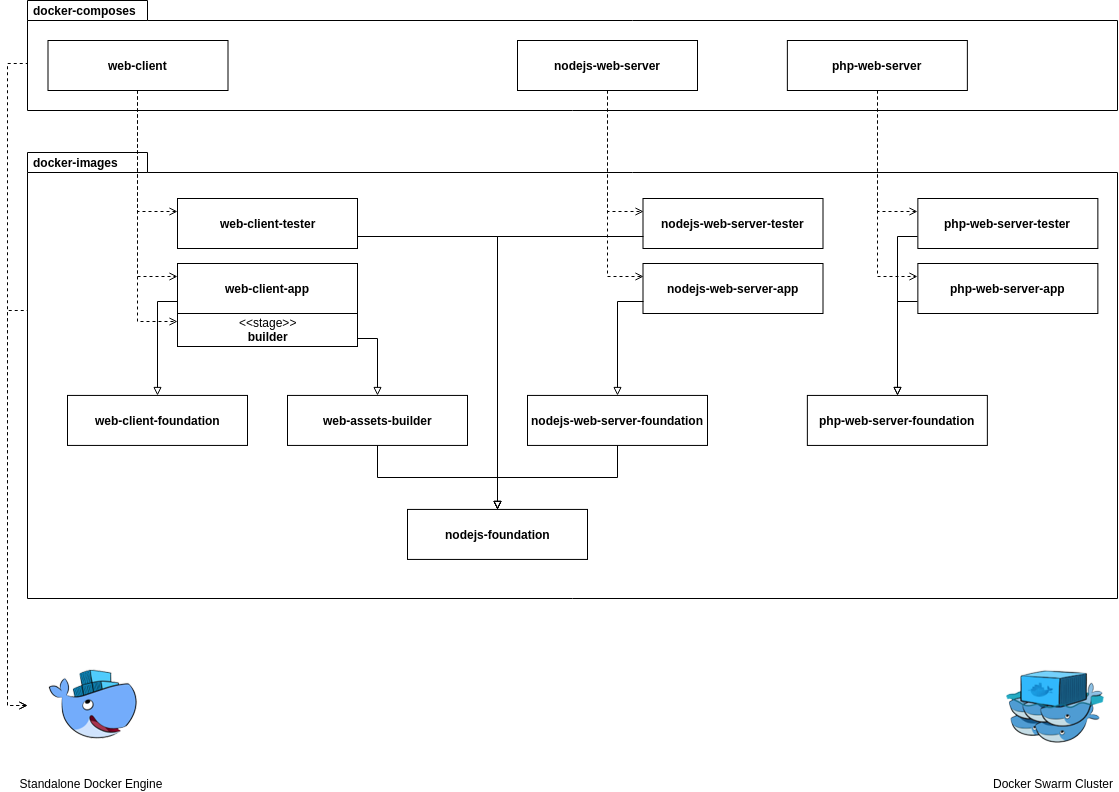 docker-composes
web-client
nodejs-web-server
php-web-server
docker-images
web-client-tester
nodejs-web-server-tester
php-web-server-tester
web-client-app
nodejs-web-server-app
php-web-server-app
<<stage>>
builder
web-client-foundation
web-assets-builder
nodejs-web-server-foundation
php-web-server-foundation
nodejs-foundation
Standalone Docker Engine
Docker Swarm Cluster